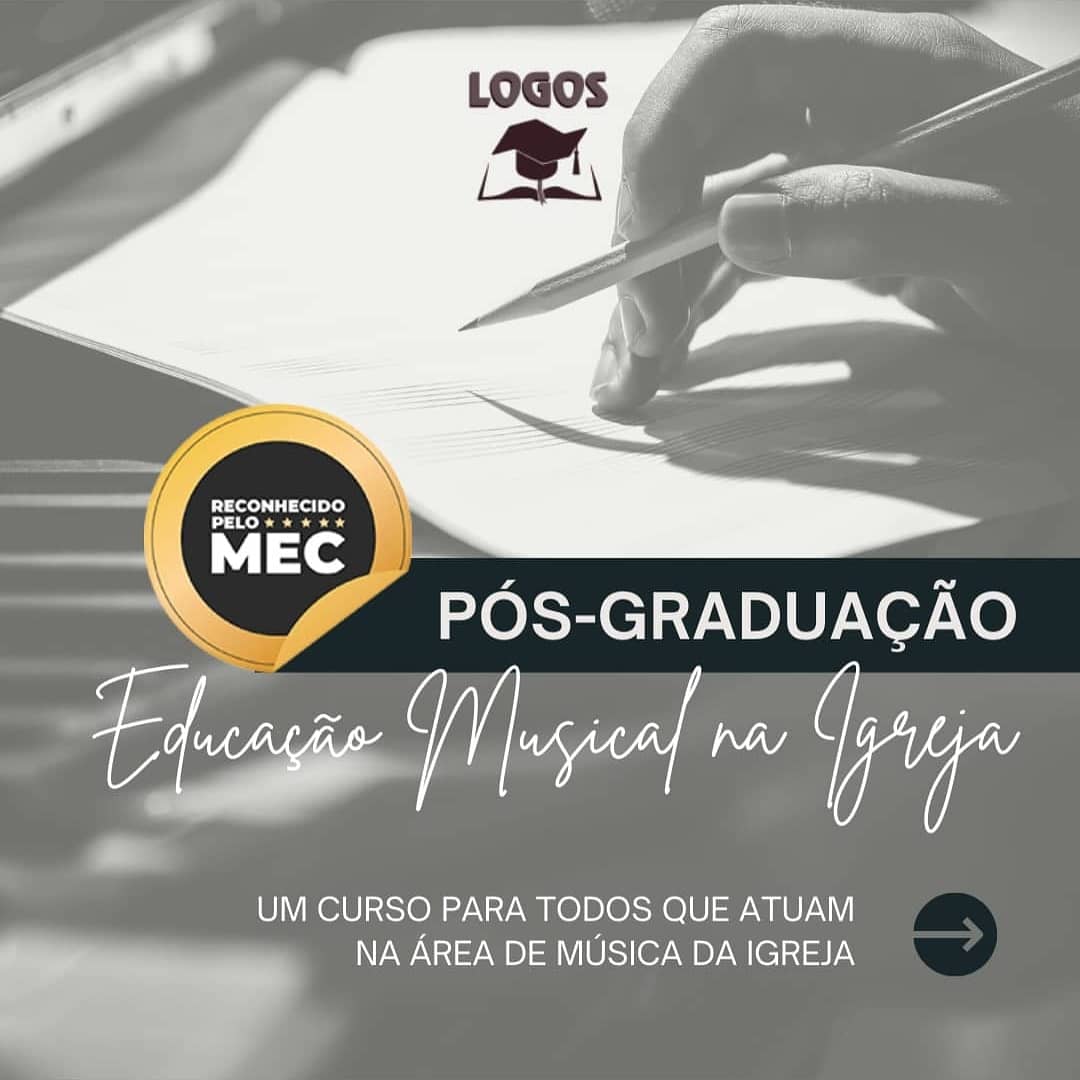 LOGOS
RECONHECIDO
PELO
MEC
PÓS-GRADUAÇÃO
Educação Musical na Igreja
UM CURSO PARA TODOS QUE ATUAM
NA ÁREA DE MÚSICA DA IGREJA